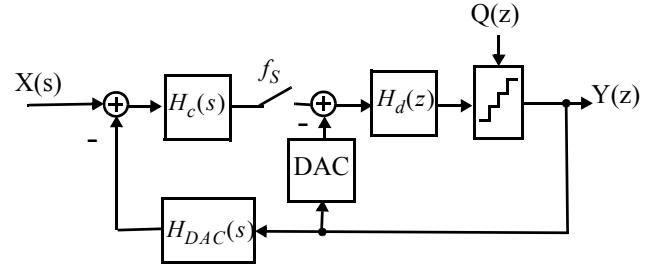 Q(z)
X(s)
H_c(s)
f_S
H_d(z)
Y(z)
-
-
DAC
H_DAC(s)